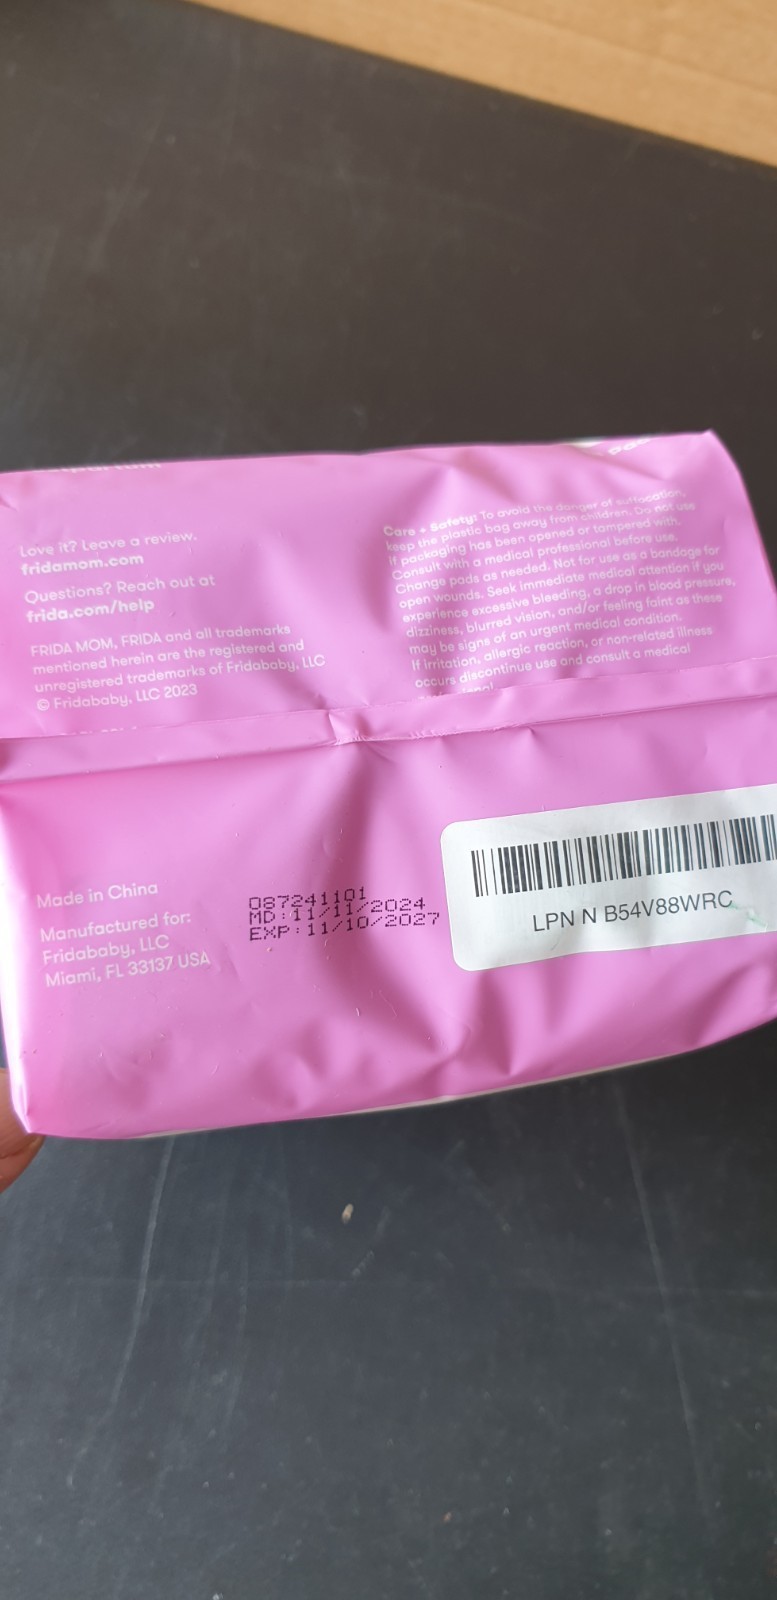 Love it? Leave a review.
fridamom.com
Questions? Reach out at
frida.com/help
FRIDA MOM, FRIDA and all trademarks
mentioned herein are the registered and
unregistered trademarks of Fridababy, LLC
© Fridababy, LLC 2023
Care + Safety: To avoid the danger of suffocation,
keep the plastic bag away from children. Do not use
if packaging has been opened or tampered with.
Consult with a medical professional before use.
Change pads as needed. Not for use as a bandage for
open wounds. Seek immediate medical attention if you
experience excessive bleeding, a drop in blood pressure,
dizziness, blurred vision, and/or feeling faint as these
may be signs of an urgent medical condition.
If irritation, allergic reaction, or non-related illness
occurs discontinue use and consult a medical
Made in China
Manufactured for:
Fridababy, LLC
Miami, FL 33137 USA
087241101
MD:11/11/2024
EXP:11/10/2027
LPN N B54V88WRC